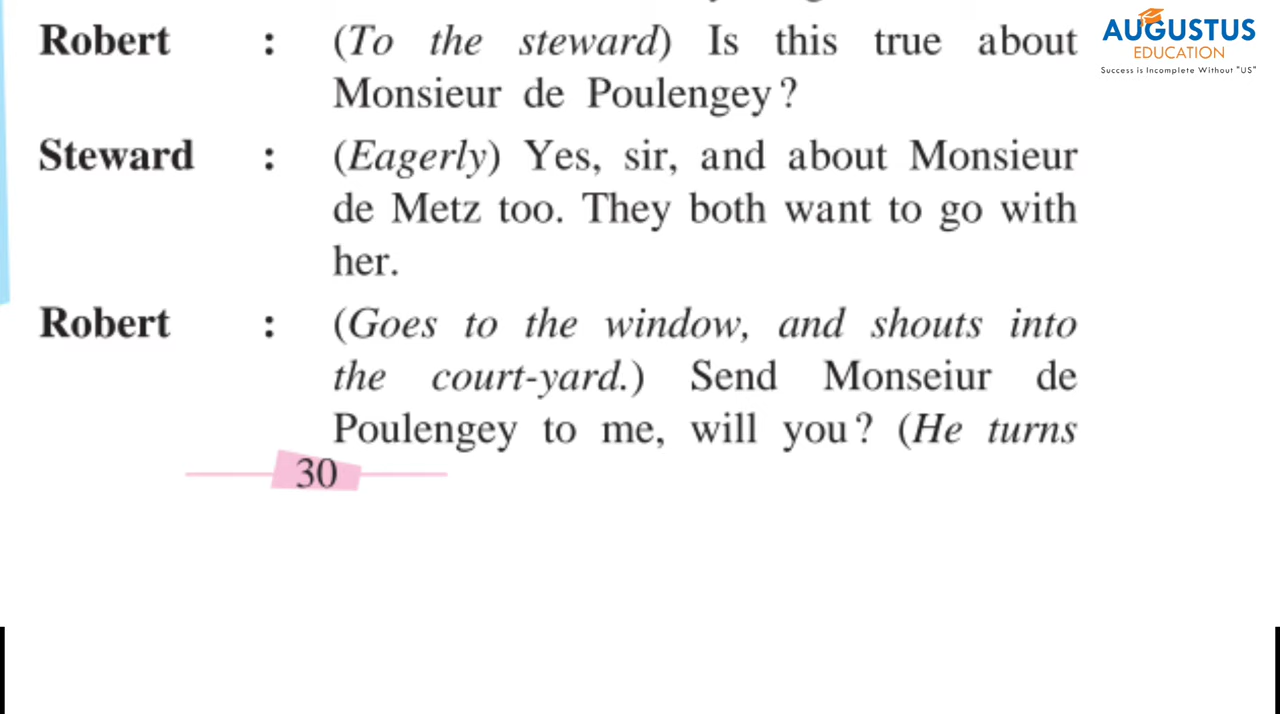 AUGUSTUS
EDUCATION
Success is Incomplete Without "US"
Robert : (To the steward) Is this true about
Monsieur de Poulengey?
Steward : (Eagerly) Yes, sir, and about Monsieur
de Metz too. They both want to go with
her.
Robert : (Goes to the window, and shouts into
the court-yard.) Send Monseiur de
Poulengey to me, will you? (He turns
30